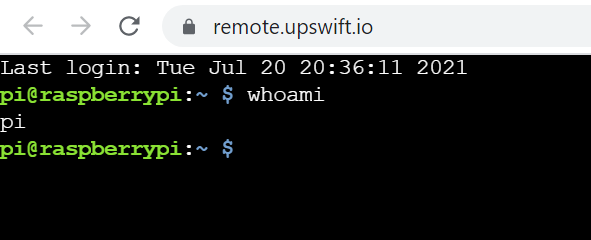 remote.upswift.io
Last login: Tue Jul 20 20:36:11 2021
pi@raspberrypi:~ $ whoami
pi
pi@raspberrypi:~ $